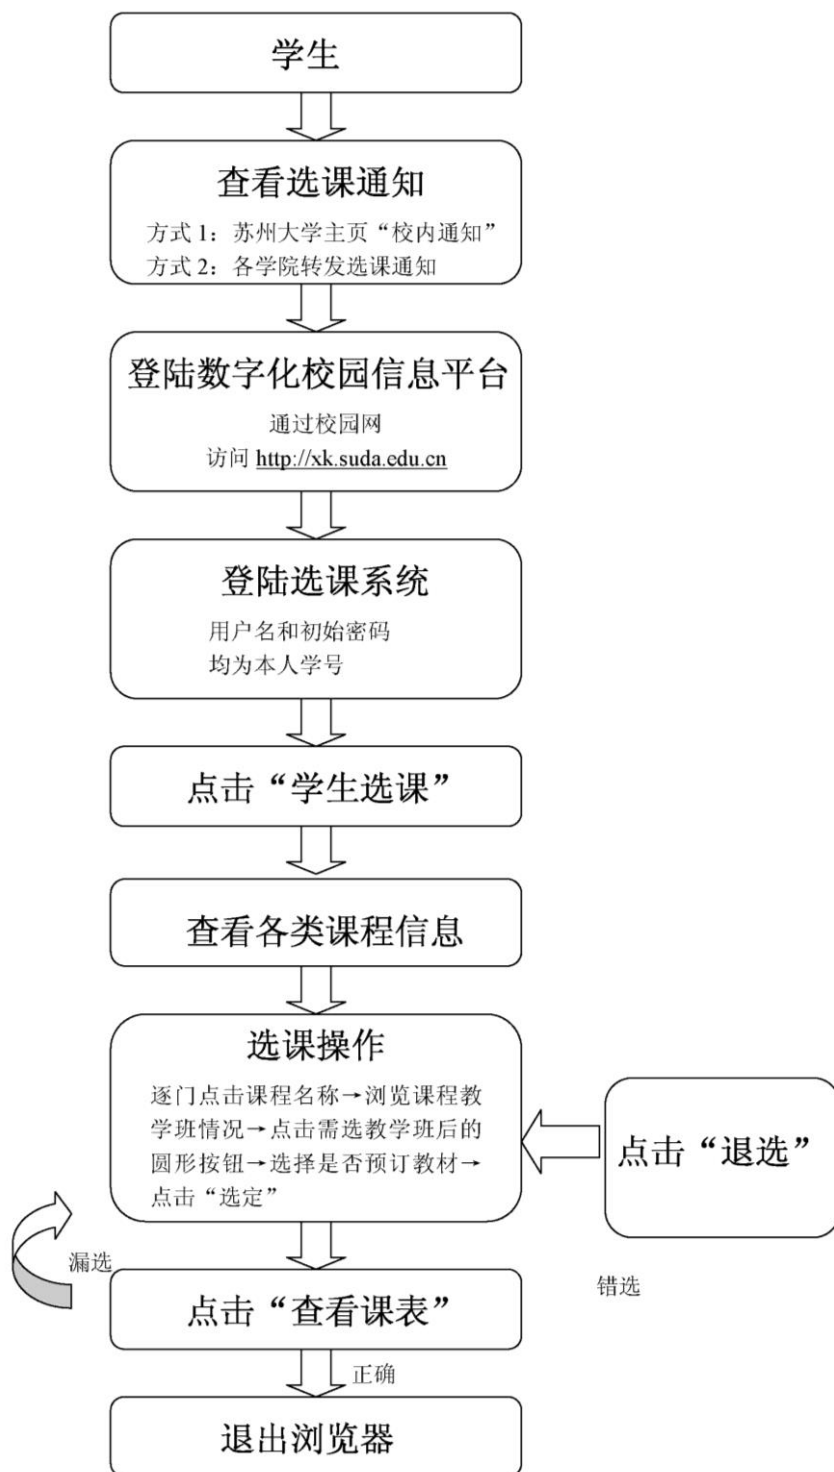 学生
查看选课通知
方式 1：苏州大学主页“校内通知”
方式 2：各学院转发选课通知
登陆数字化校园信息平台
通过校园网
访问 http://xk.suda.edu.cn
登陆选课系统
用户名和初始密码
均为本人学号
点击“学生选课”
查看各类课程信息
选课操作
逐门点击课程名称→浏览课程教
学班情况→点击需选教学班后的
圆形按钮→选择是否预订教材→
点击“选定”
点击“退选”
漏选
错选
点击“查看课表”
正确
退出浏览器